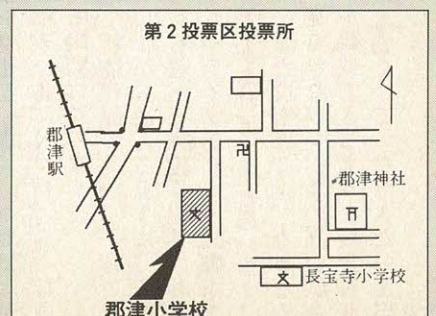 第2投票区投票所
郡津駅
卍
郡津神社
文
文
長宝寺小学校
郡津小学校